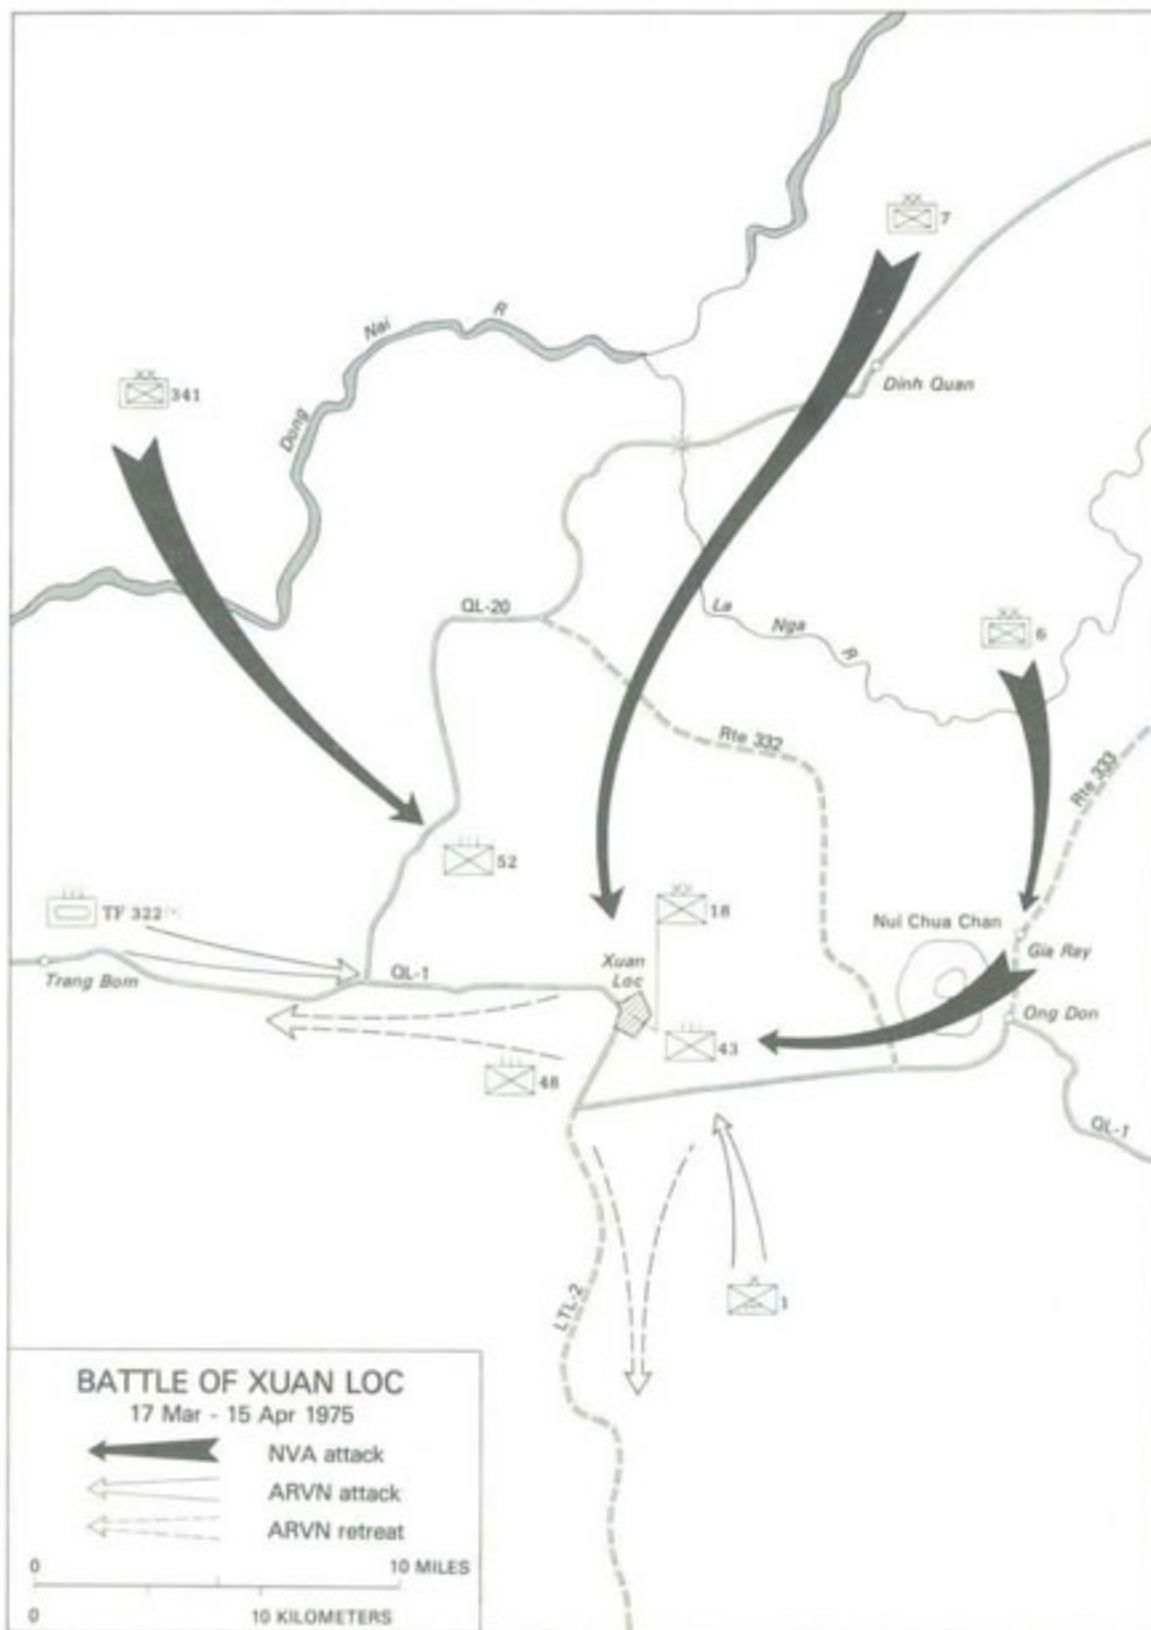 7
R
Nai
Dinh Quan
341
Dong
QL-20
La
Nga
R
6
Rte 332
Rte 333
52
18
TF 322
Nui Chua Chan
Gia Ray
Xuan
Loc
Trang Bom
QL-1
Ong Don
43
48
QL-1
1
LTL-2
BATTLE OF XUAN LOC
17 Mar - 15 Apr 1975
NVA attack
ARVN attack
ARVN retreat
0 10 MILES
0 10 KILOMETERS